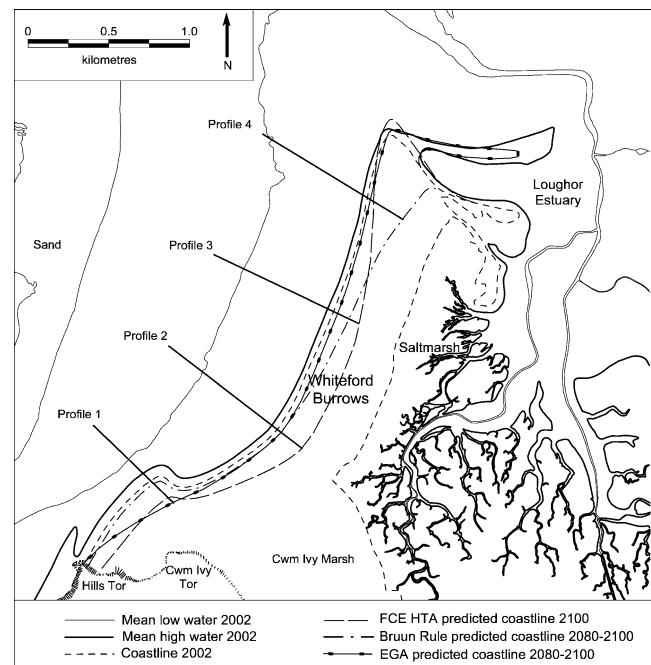 0 0.5 1.0
kilometres
N
Profile 4
Loughor
Estuary
Sand
Profile 3
Profile 2
Saltmarsh
Whiteford
Burrows
Profile 1
Cwm Ivy Marsh
Cwm Ivy
Tor
Hills Tor
Mean low water 2002
Mean high water 2002
Coastline 2002
FCE HTA predicted coastline 2100
Bruun Rule predicted coastline 2080-2100
EGA predicted coastline 2080-2100